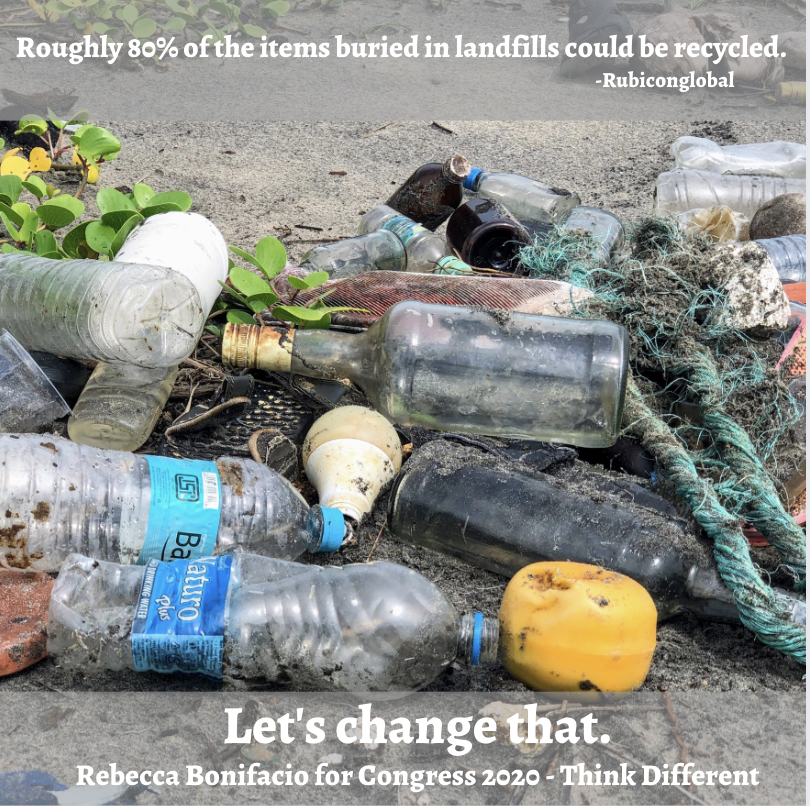 Roughly 80% of the items buried in landfills could be recycled.
-Rubiconglobal
Ba
aturo
plus
DRINKING WATER
Let's change that.
Rebecca Bonifacio for Congress 2020 - Think Different